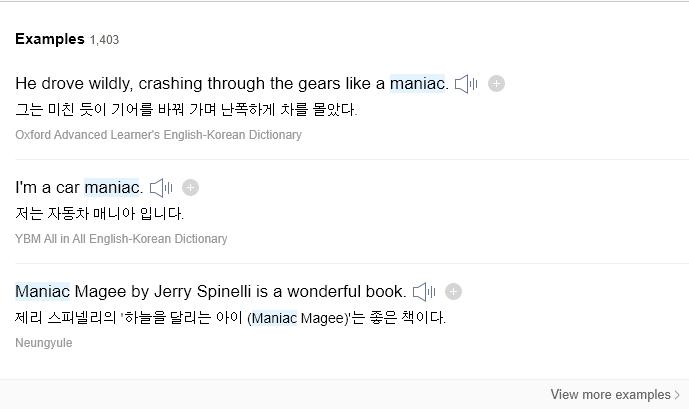 Examples 1,403
He drove wildly, crashing through the gears like a maniac.
그는 미친 듯이 기어를 바꿔 가며 난폭하게 차를 몰았다.
Oxford Advanced Learner's English-Korean Dictionary
I'm a car maniac.
저는 자동차 매니아 입니다.
YBM All in All English-Korean Dictionary
Maniac Magee by Jerry Spinelli is a wonderful book.
제리 스피넬리의 '하늘을 달리는 아이 (Maniac Magee)'는 좋은 책이다.
Neungyule
View more examples